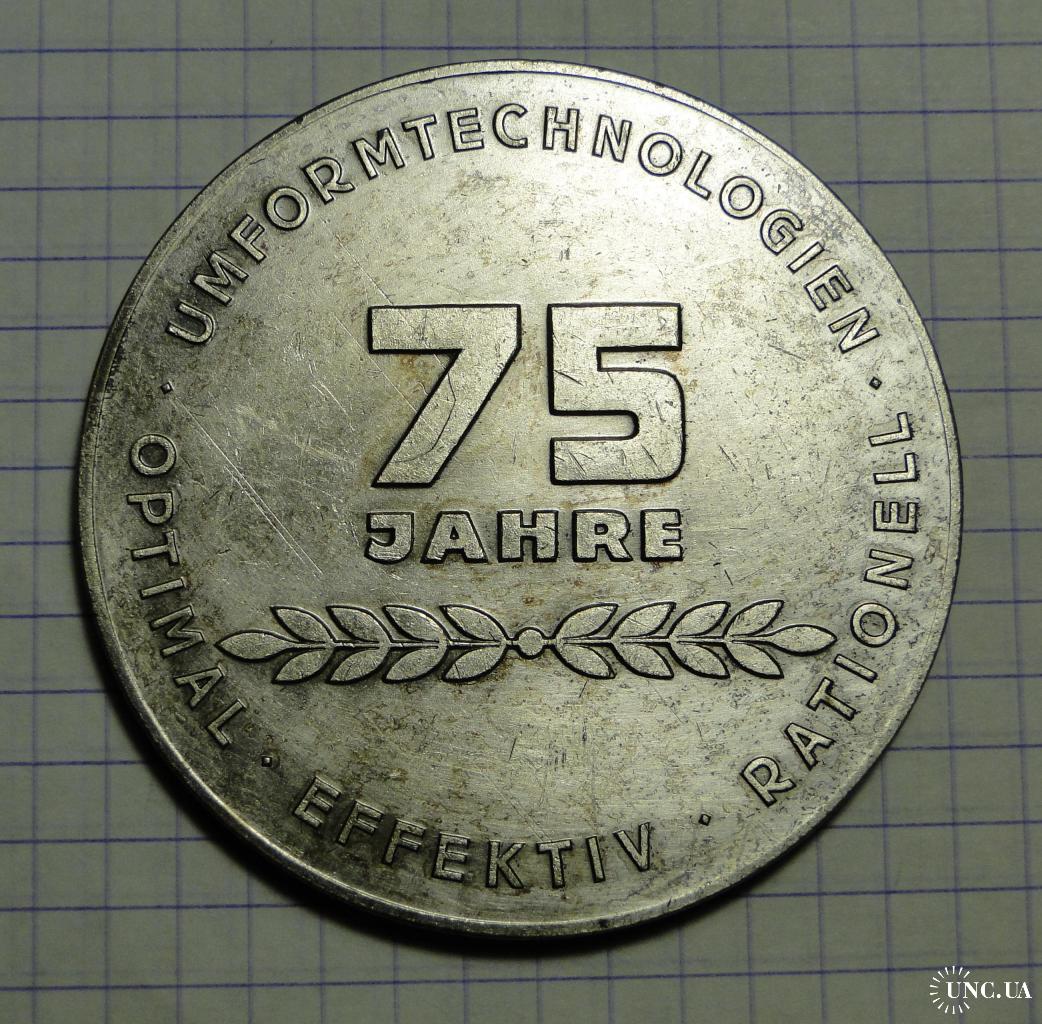 UMFORMTECHNOLOGIEN ·
75
JAHRE
· OPTIMAL · EFFEKTIV · RATIONELL
UNC.UA